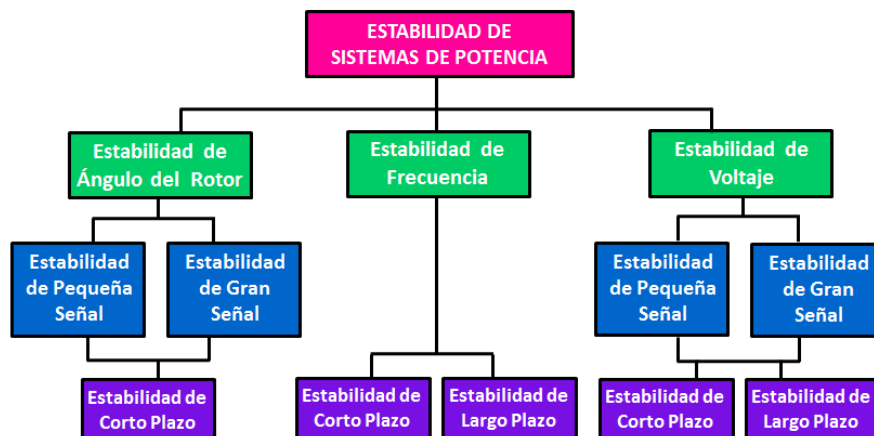 ESTABILIDAD DE
SISTEMAS DE POTENCIA
Estabilidad de
Ángulo del Rotor
Estabilidad de
Frecuencia
Estabilidad de
Voltaje
Estabilidad
de Pequeña
Señal
Estabilidad
de Gran
Señal
Estabilidad
de Pequeña
Señal
Estabilidad
de Gran
Señal
Estabilidad de
Corto Plazo
Estabilidad de
Corto Plazo
Estabilidad de
Largo Plazo
Estabilidad de
Corto Plazo
Estabilidad de
Largo Plazo